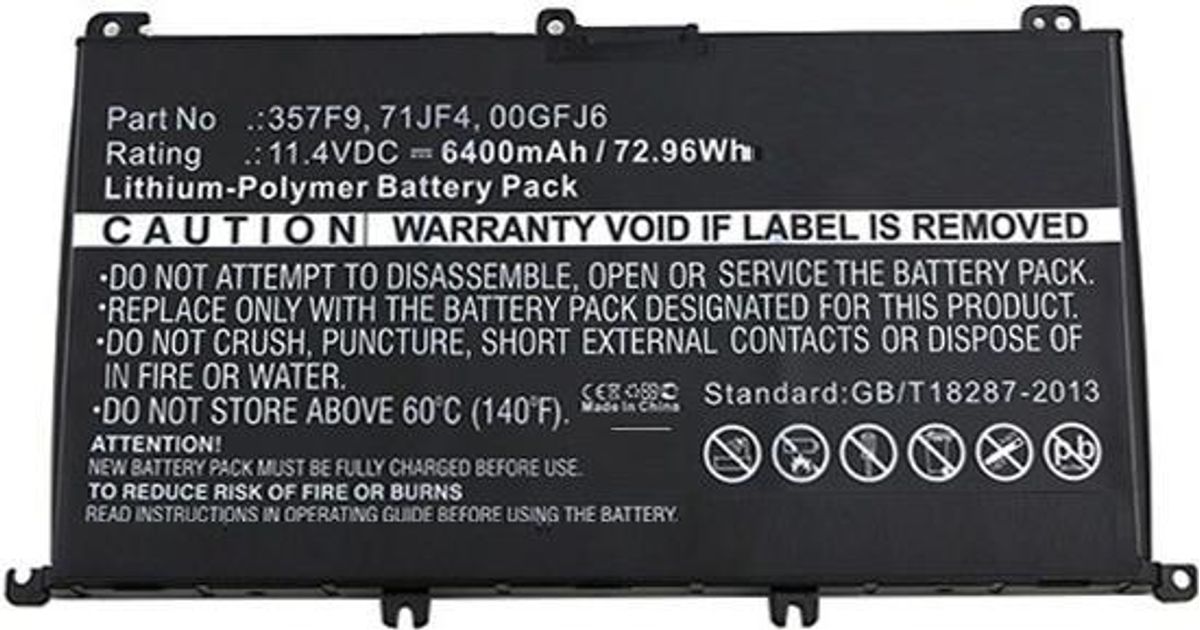 Part No .:357F9, 71JF4, 00GFJ6
Rating .:11.4VDC ⎓ 6400mAh / 72.96Wh
Lithium-Polymer Battery Pack
CAUTION WARRANTY VOID IF LABEL IS REMOVED
•DO NOT ATTEMPT TO DISASSEMBLE, OPEN OR SERVICE THE BATTERY PACK.
•REPLACE ONLY WITH THE BATTERY PACK DESIGNATED FOR THIS PRODUCT.
•DO NOT CRUSH, PUNCTURE, SHORT EXTERNAL CONTACTS OR DISPOSE OF
IN FIRE OR WATER.
•DO NOT STORE ABOVE 60°C (140°F).
CE
Made in China
Standard:GB/T18287-2013
Pb
ATTENTION!
NEW BATTERY PACK MUST BE FULLY CHARGED BEFORE USE.
TO REDUCE RISK OF FIRE OR BURNS
READ INSTRUCTIONS IN OPERATING GUIDE BEFORE USING THE BATTERY.